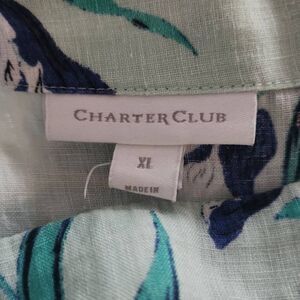 CHARTER CLUB
XL
MADE IN